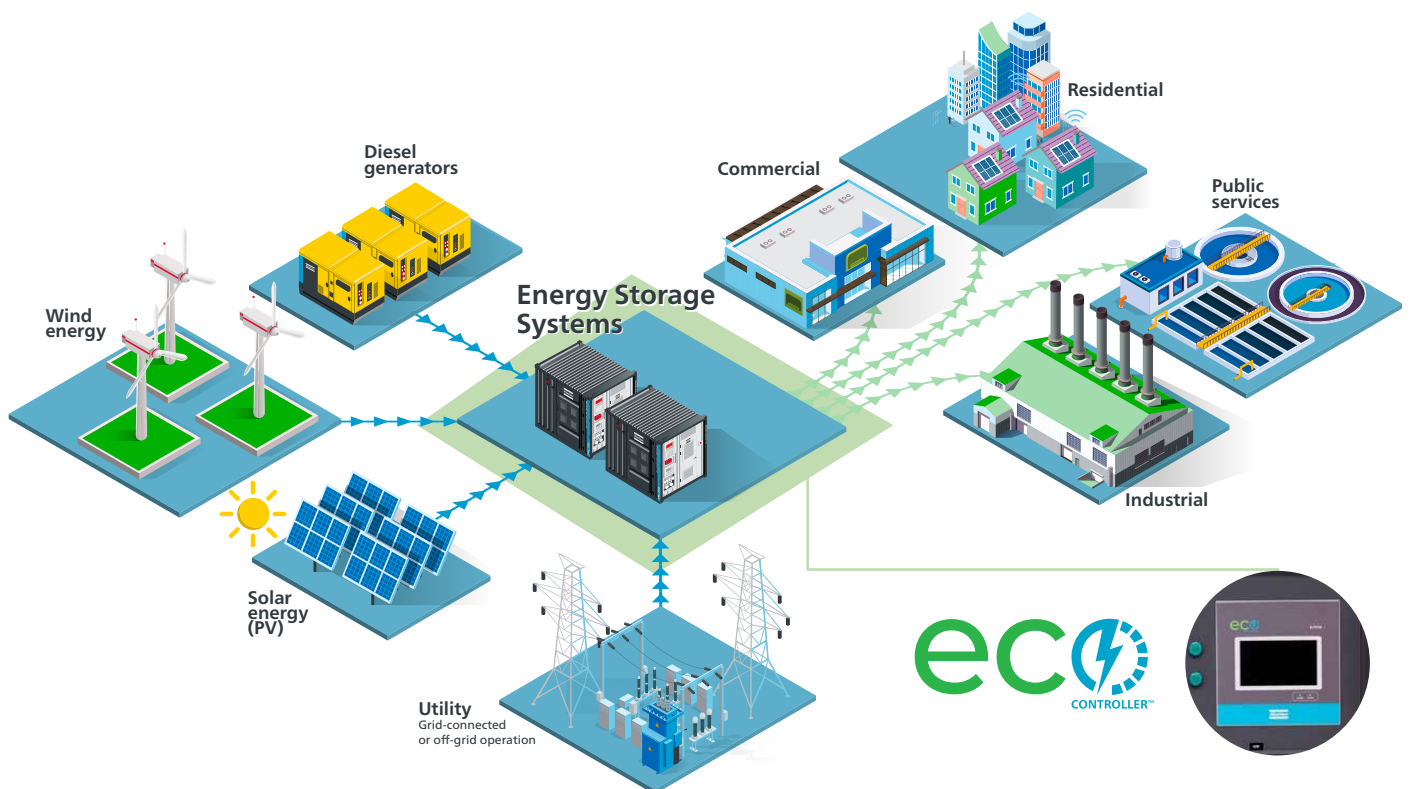 Residential
Diesel
generators
Commercial
Public
services
Energy Storage
Systems
Wind
energy
Industrial
Solar
energy
(PV)
Utility
Grid-connected
or off-grid operation
eco
CONTROLLER™
eco